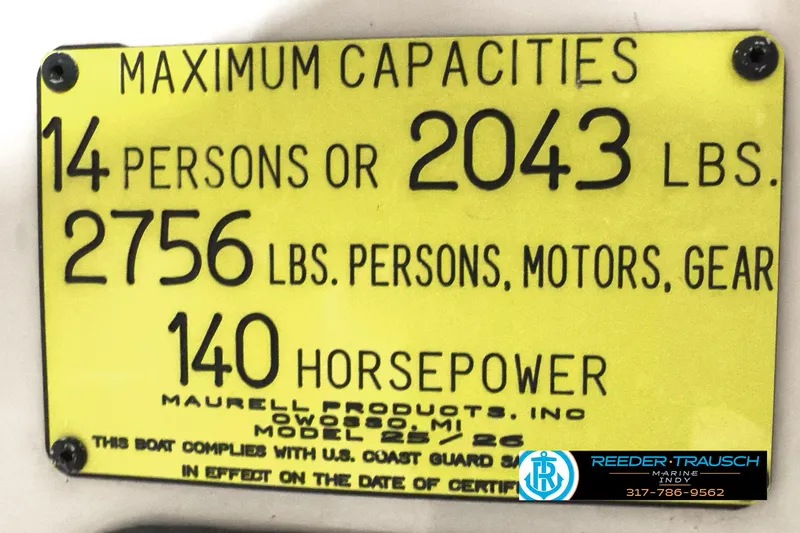 MAXIMUM CAPACITIES
14 PERSONS OR 2043 LBS.
2756 LBS. PERSONS, MOTORS, GEAR
140 HORSEPOWER
MAURELL PRODUCTS, INC
OWOSSO, MI
MODEL 25 / 26
THIS BOAT COMPLIES WITH U.S. COAST GUARD
IN EFFECT ON THE DATE OF
REEDER·TRAUSCH
MARINE
INDY
317-786-9562